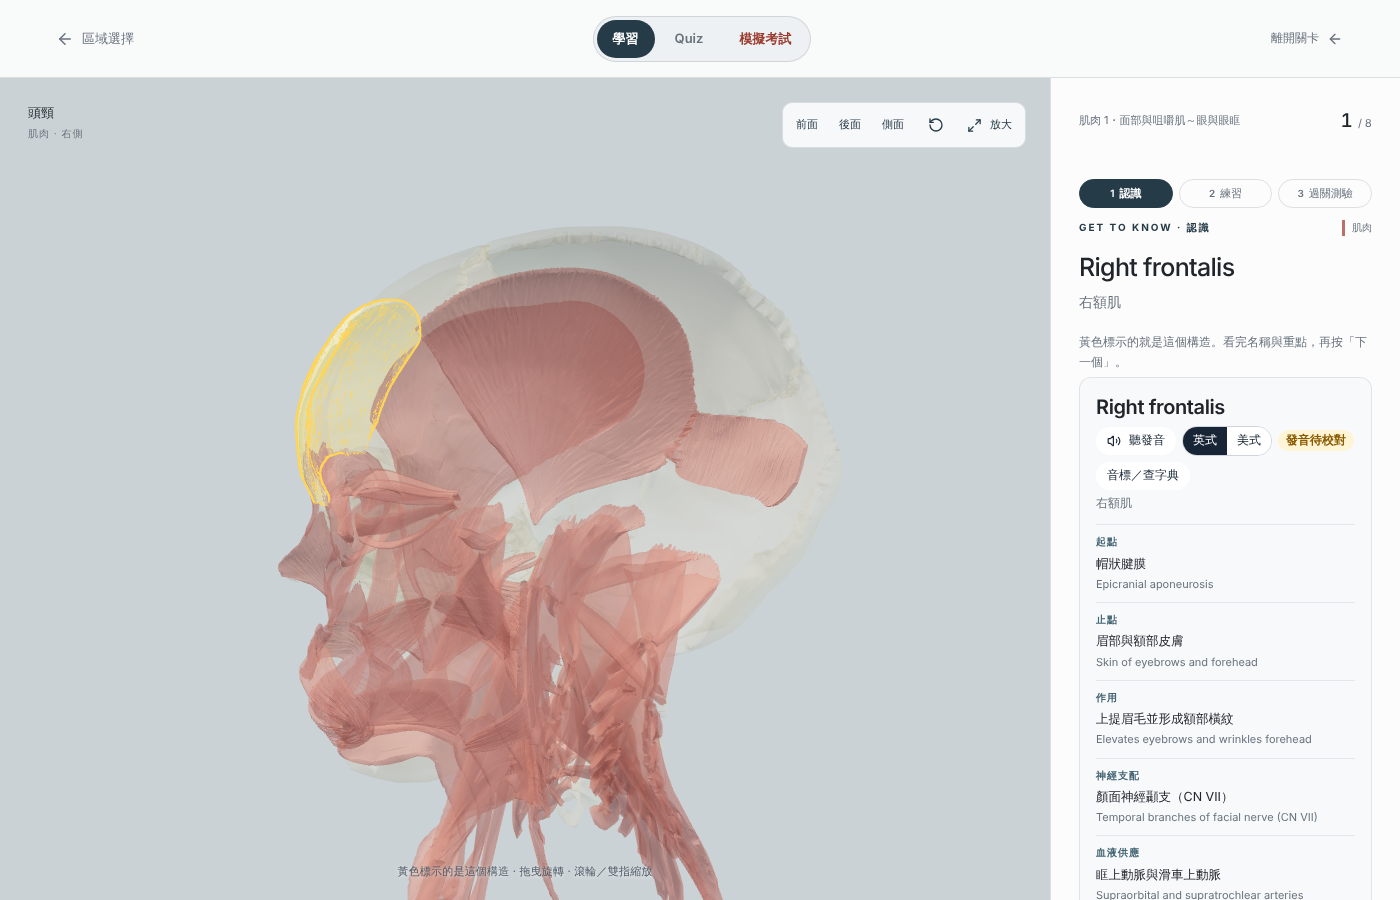 區域選擇
學習
Quiz
模擬考試
離開關卡
頭頸
肌肉 · 右側
前面
後面
側面
放大
黃色標示的是這個構造 · 拖曳旋轉 · 滾輪／雙指縮放
肌肉 1 · 面部與咀嚼肌～眼與眼眶
1 / 8
1 認識
2 練習
3 過關測驗
GET TO KNOW · 認識
肌肉
Right frontalis
右額肌
黃色標示的就是這個構造。看完名稱與重點，再按「下
一個」。
Right frontalis
聽發音
英式
美式
發音待校對
音標／查字典
右額肌
起點
帽狀腱膜
Epicranial aponeurosis
止點
眉部與額部皮膚
Skin of eyebrows and forehead
作用
上提眉毛並形成額部橫紋
Elevates eyebrows and wrinkles forehead
神經支配
顏面神經顳支（CN VII）
Temporal branches of facial nerve (CN VII)
血液供應
眶上動脈與滑車上動脈
Supraorbital and supratrochlear arteries